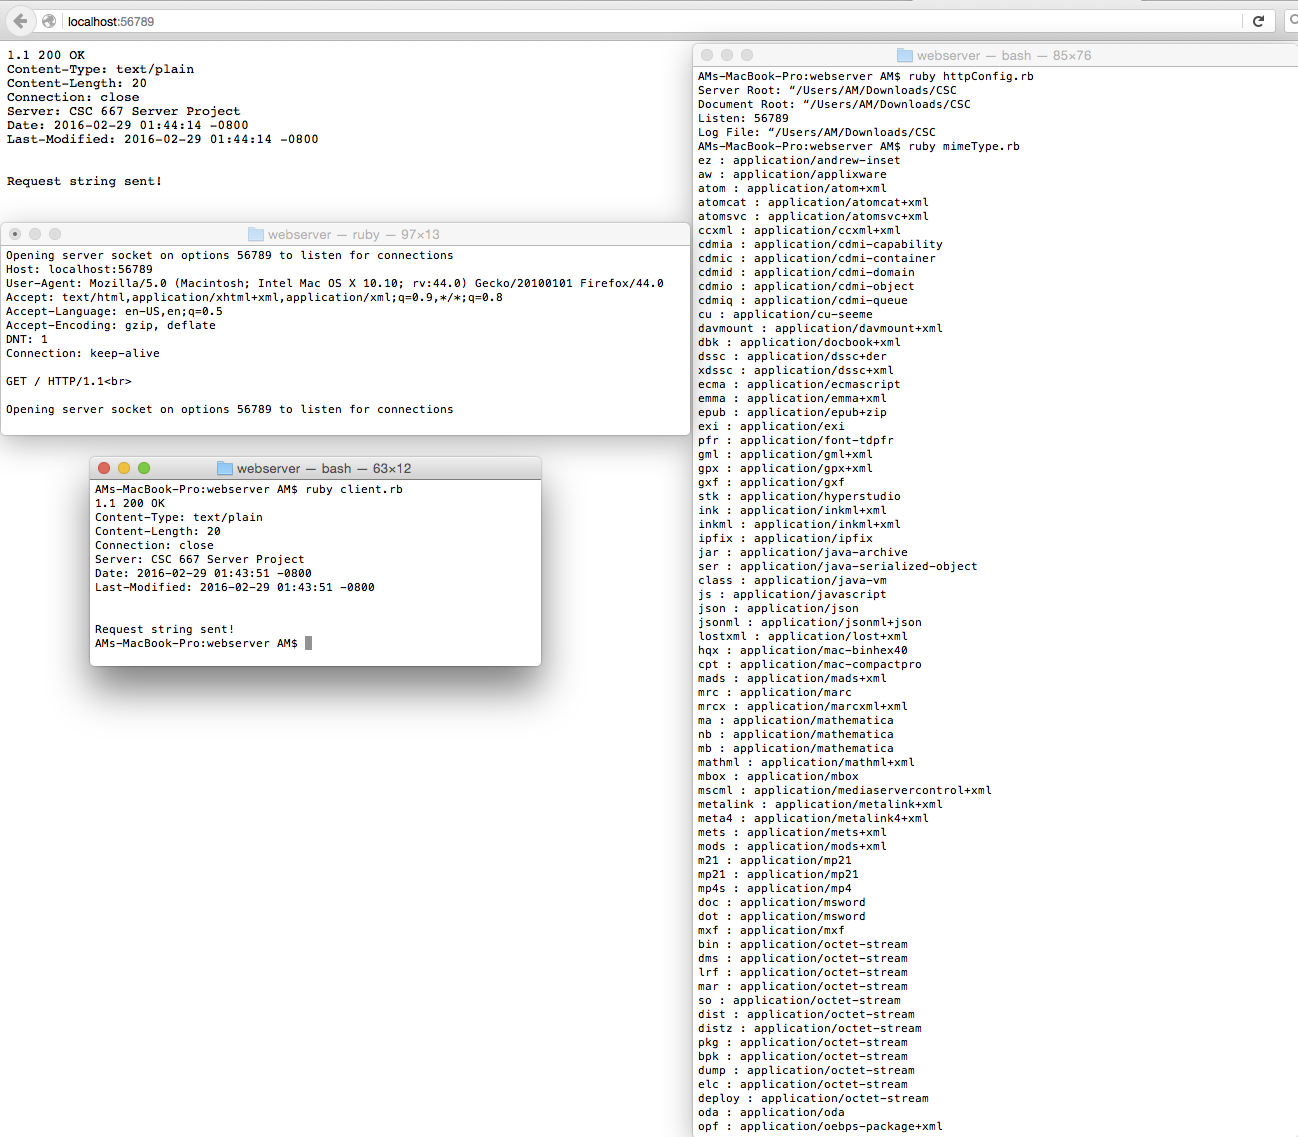 localhost:56789
1.1 200 OK
Content-Type: text/plain
Content-Length: 20
Connection: close
Server: CSC 667 Server Project
Date: 2016-02-29 01:44:14 -0800
Last-Modified: 2016-02-29 01:44:14 -0800
Request string sent!
webserver — ruby — 97×13
Opening server socket on options 56789 to listen for connections
Host: localhost:56789
User-Agent: Mozilla/5.0 (Macintosh; Intel Mac OS X 10.10; rv:44.0) Gecko/20100101 Firefox/44.0
Accept: text/html,application/xhtml+xml,application/xml;q=0.9,*/*;q=0.8
Accept-Language: en-US,en;q=0.5
Accept-Encoding: gzip, deflate
DNT: 1
Connection: keep-alive
GET / HTTP/1.1<br>
Opening server socket on options 56789 to listen for connections
webserver — bash — 63×12
AMs-MacBook-Pro:webserver AM$ ruby client.rb
1.1 200 OK
Content-Type: text/plain
Content-Length: 20
Connection: close
Server: CSC 667 Server Project
Date: 2016-02-29 01:43:51 -0800
Last-Modified: 2016-02-29 01:43:51 -0800
Request string sent!
AMs-MacBook-Pro:webserver AM$
webserver — bash — 85×76
AMs-MacBook-Pro:webserver AM$ ruby httpConfig.rb
Server Root: “/Users/AM/Downloads/CSC
Document Root: “/Users/AM/Downloads/CSC
Listen: 56789
Log File: “/Users/AM/Downloads/CSC
AMs-MacBook-Pro:webserver AM$ ruby mimeType.rb
ez : application/andrew-inset
aw : application/applixware
atom : application/atom+xml
atomcat : application/atomcat+xml
atomsvc : application/atomsvc+xml
ccxml : application/ccxml+xml
cdmia : application/cdmi-capability
cdmic : application/cdmi-container
cdmid : application/cdmi-domain
cdmio : application/cdmi-object
cdmiq : application/cdmi-queue
cu : application/cu-seeme
davmount : application/davmount+xml
dbk : application/docbook+xml
dssc : application/dssc+der
xdssc : application/dssc+xml
ecma : application/ecmascript
emma : application/emma+xml
epub : application/epub+zip
exi : application/exi
pfr : application/font-tdpfr
gml : application/gml+xml
gpx : application/gpx+xml
gxf : application/gxf
stk : application/hyperstudio
ink : application/inkml+xml
inkml : application/inkml+xml
ipfix : application/ipfix
jar : application/java-archive
ser : application/java-serialized-object
class : application/java-vm
js : application/javascript
json : application/json
jsonml : application/jsonml+json
lostxml : application/lost+xml
hqx : application/mac-binhex40
cpt : application/mac-compactpro
mads : application/mads+xml
mrc : application/marc
mrcx : application/marcxml+xml
ma : application/mathematica
nb : application/mathematica
mb : application/mathematica
mathml : application/mathml+xml
mbox : application/mbox
mscml : application/mediaservercontrol+xml
metalink : application/metalink+xml
meta4 : application/metalink4+xml
mets : application/mets+xml
mods : application/mods+xml
m21 : application/mp21
mp21 : application/mp21
mp4s : application/mp4
doc : application/msword
dot : application/msword
mxf : application/mxf
bin : application/octet-stream
dms : application/octet-stream
lrf : application/octet-stream
mar : application/octet-stream
so : application/octet-stream
dist : application/octet-stream
distz : application/octet-stream
pkg : application/octet-stream
bpk : application/octet-stream
dump : application/octet-stream
elc : application/octet-stream
deploy : application/octet-stream
oda : application/oda
opf : application/oebps-package+xml